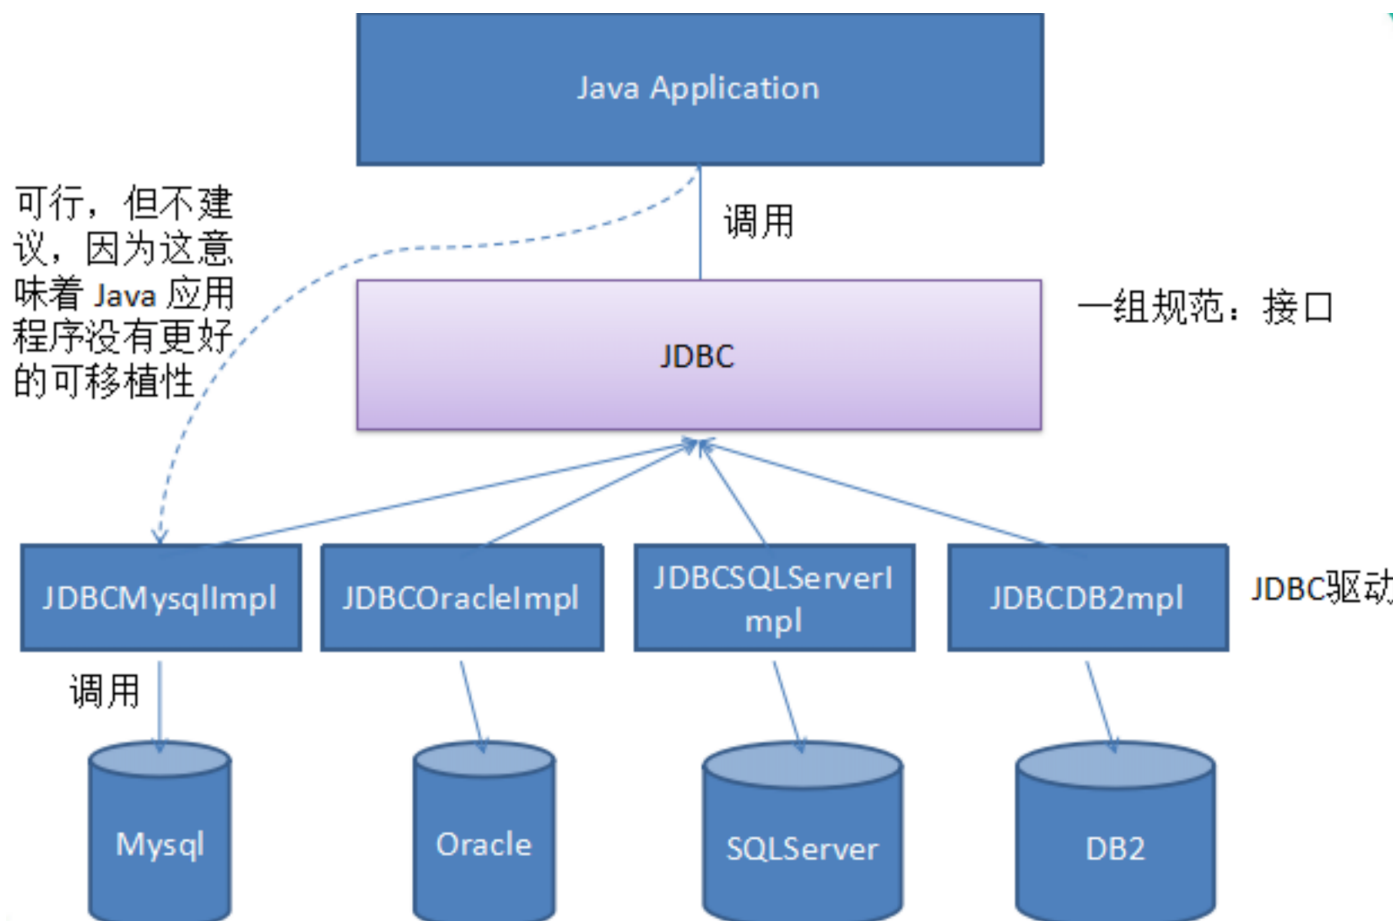 Java Application
可行，但不建
议，因为这意
味着 Java 应用
程序没有更好
的可移植性
调用
JDBC
一组规范：接口
JDBCMysqlImpl
JDBCOracleImpl
JDBCSQLServerI
mpl
JDBCDB2mpl
JDBC驱动
调用
Mysql
Oracle
SQLServer
DB2